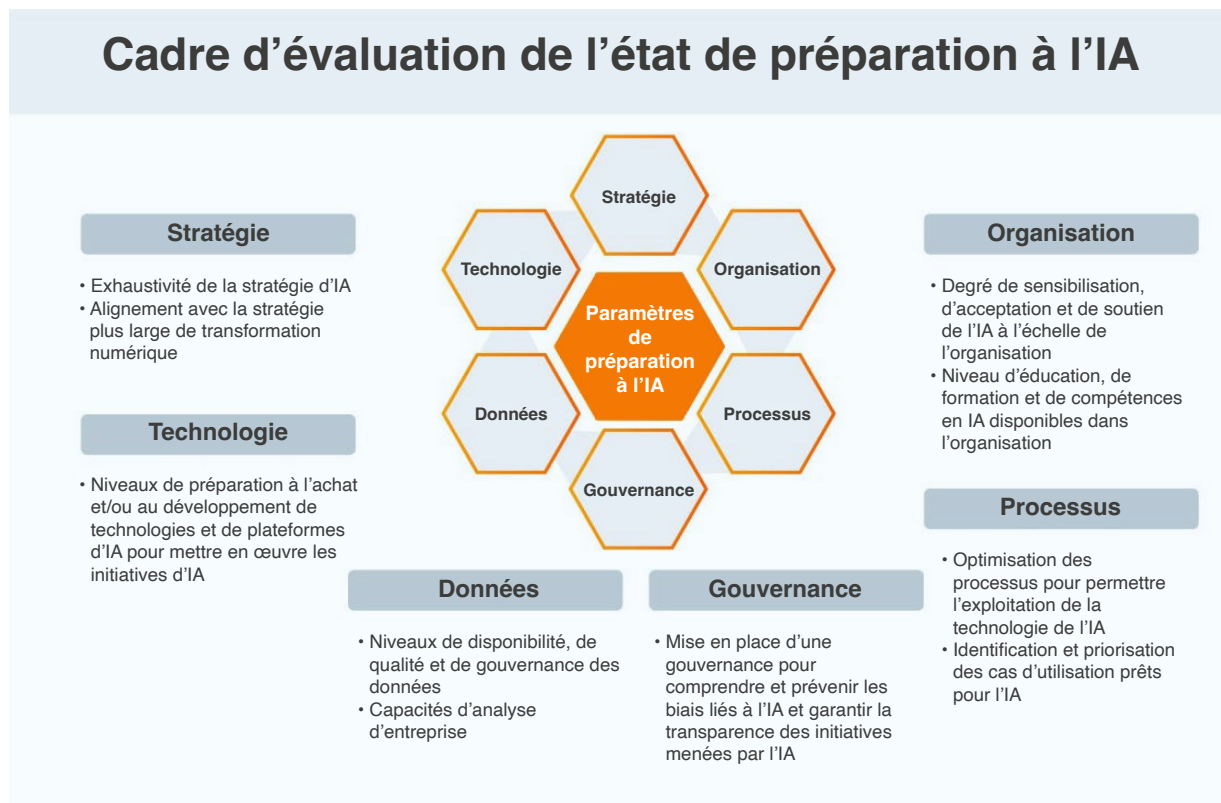 Cadre d’évaluation de l’état de préparation à l’IA
Stratégie
Technologie
Organisation
Paramètres
de
préparation
à l’IA
Données
Processus
Gouvernance
Stratégie
• Exhaustivité de la stratégie d’IA
• Alignement avec la stratégie
plus large de transformation
numérique
Technologie
• Niveaux de préparation à l’achat
et/ou au développement de
technologies et de plateformes
d’IA pour mettre en œuvre les
initiatives d’IA
Données
• Niveaux de disponibilité, de
qualité et de gouvernance des
données
• Capacités d’analyse
d’entreprise
Gouvernance
• Mise en place d’une
gouvernance pour
comprendre et prévenir les
biais liés à l’IA et garantir la
transparence des initiatives
menées par l’IA
Organisation
• Degré de sensibilisation,
d’acceptation et de soutien
de l’IA à l’échelle de
l’organisation
• Niveau d’éducation, de
formation et de compétences
en IA disponibles dans
l’organisation
Processus
• Optimisation des
processus pour permettre
l’exploitation de la
technologie de l’IA
• Identification et priorisation
des cas d’utilisation prêts
pour l’IA